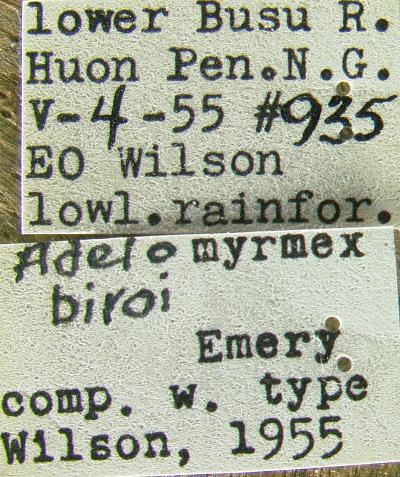 lower Busu R.
Huon Pen.N.G.
V-4-55 #935
EO Wilson
lowl.rainfor.
Adelomyrmex
biroi
Emery
comp. w. type
Wilson, 1955